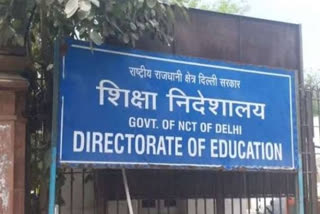 राष्ट्रीय राजधानी क्षेत्र दिल्ली सरकार
शिक्षा निदेशालय
GOVT. OF NCT OF DELHI
DIRECTORATE OF EDUCATION